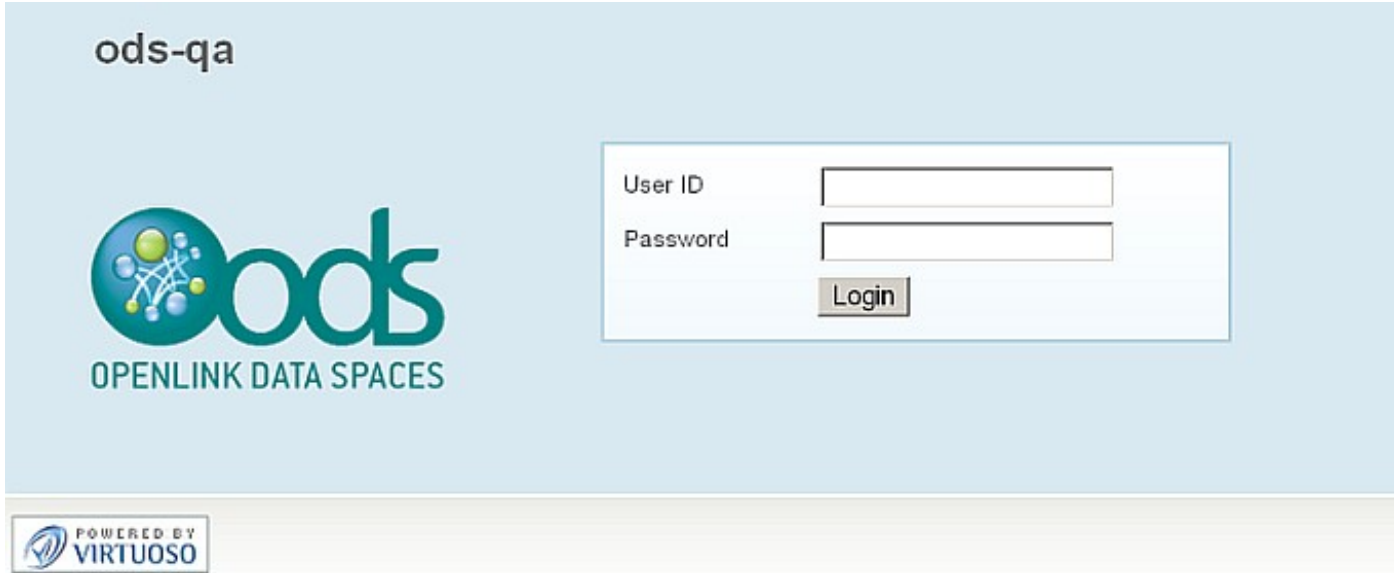 ods-qa
User ID
Password
Login
ods
OPENLINK DATA SPACES
POWERED BY
VIRTUOSO